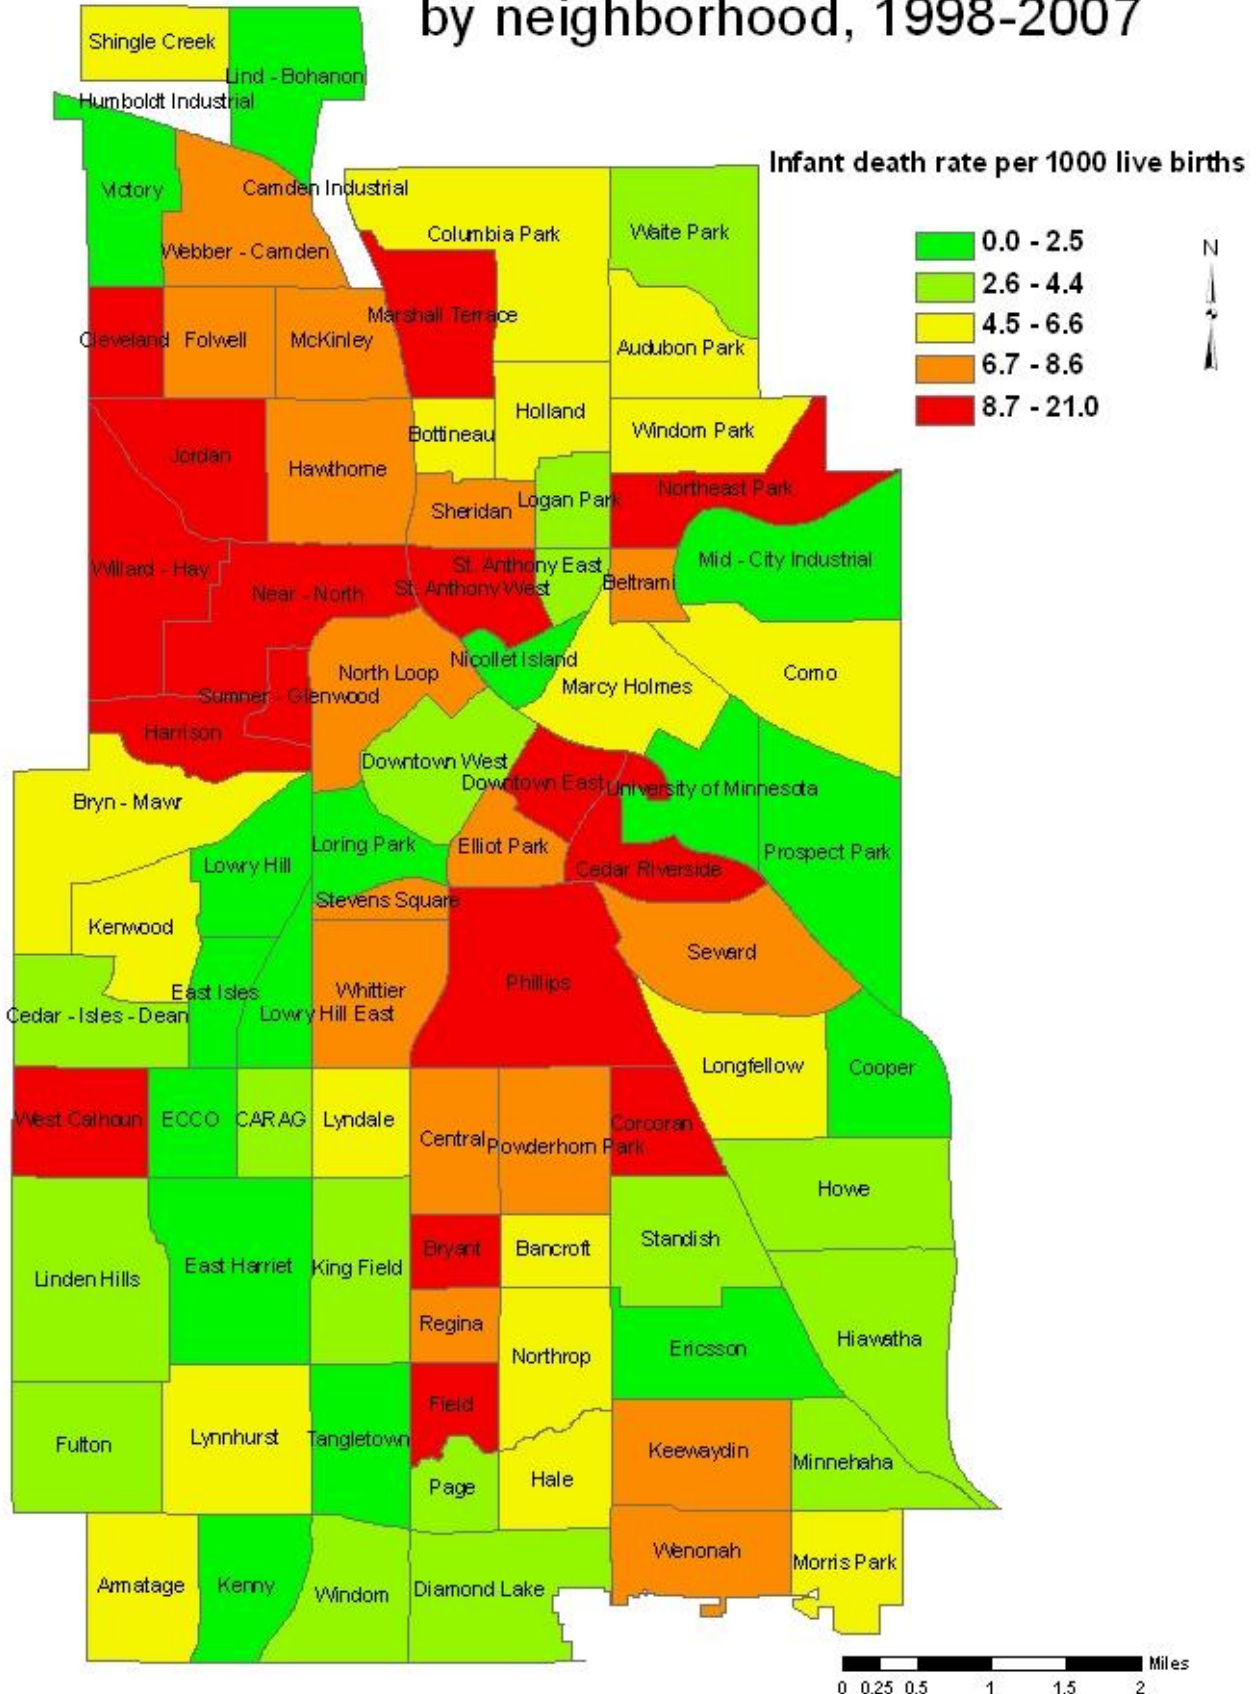 by neighborhood, 1998-2007
Shingle Creek
Lind - Bohanon
Humboldt Industrial
Infant death rate per 1000 live births
Victory
Camden Industrial
Columbia Park
Waite Park
0.0 - 2.5
N
Webber - Camden
2.6 - 4.4
Marshall Terrace
4.5 - 6.6
Cleveland
Folwell
McKinley
Audubon Park
6.7 - 8.6
8.7 - 21.0
Holland
Bottineau
Windom Park
Jordan
Hawthorne
Northeast Park
Logan Park
Sheridan
Mid - City Industrial
St. Anthony East
Willard - Hay
Beltrami
St. Anthony West
Near - North
Nicollet Island
North Loop
Como
Marcy Holmes
Sumner - Glenwood
Harrison
Downtown West
Downtown East
University of Minnesota
Bryn - Mawr
Loring Park
Elliot Park
Prospect Park
Lowry Hill
Cedar Riverside
Stevens Square
Kenwood
Seward
Phillips
East Isles
Whittier
Cedar - Isles - Dean
Lowry Hill East
Longfellow
Cooper
West Calhoun
ECCO
CARAG
Lyndale
Corcoran
Central
Powderhorn Park
Howe
Standish
Bryant
Bancroft
East Harriet
King Field
Linden Hills
Regina
Hiawatha
Ericsson
Northrop
Field
Lynnhurst
Tangletown
Fulton
Keewaydin
Minnehaha
Hale
Page
Wenonah
Morris Park
Armatage
Kenny
Windom
Diamond Lake
Miles
0 0.25 0.5 1 1.5 2